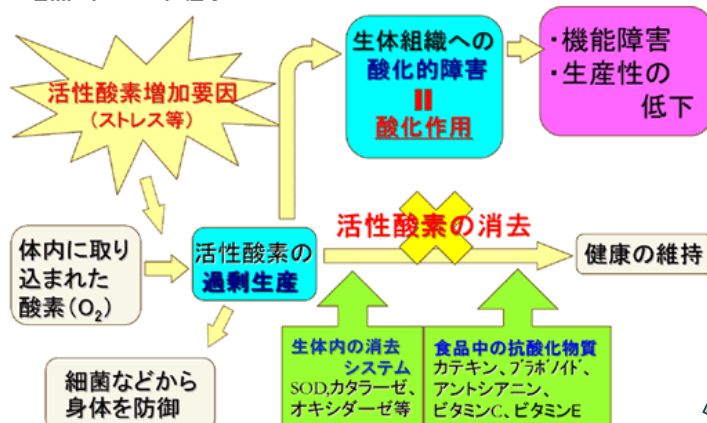 活性酸素増加要因
(ストレス等)
生体組織への
酸化的障害
酸化作用
・機能障害
・生産性の
低下
体内に取り
込まれた
酸素(O₂)
活性酸素の
過剰生産
活性酸素の消去
健康の維持
細菌などから
身体を防御
生体内の消去
システム
SOD,カタラーゼ、
オキシダーゼ等
食品中の抗酸化物質
カテキン、フラボノイド、
アントシアニン、
ビタミンC、ビタミンE